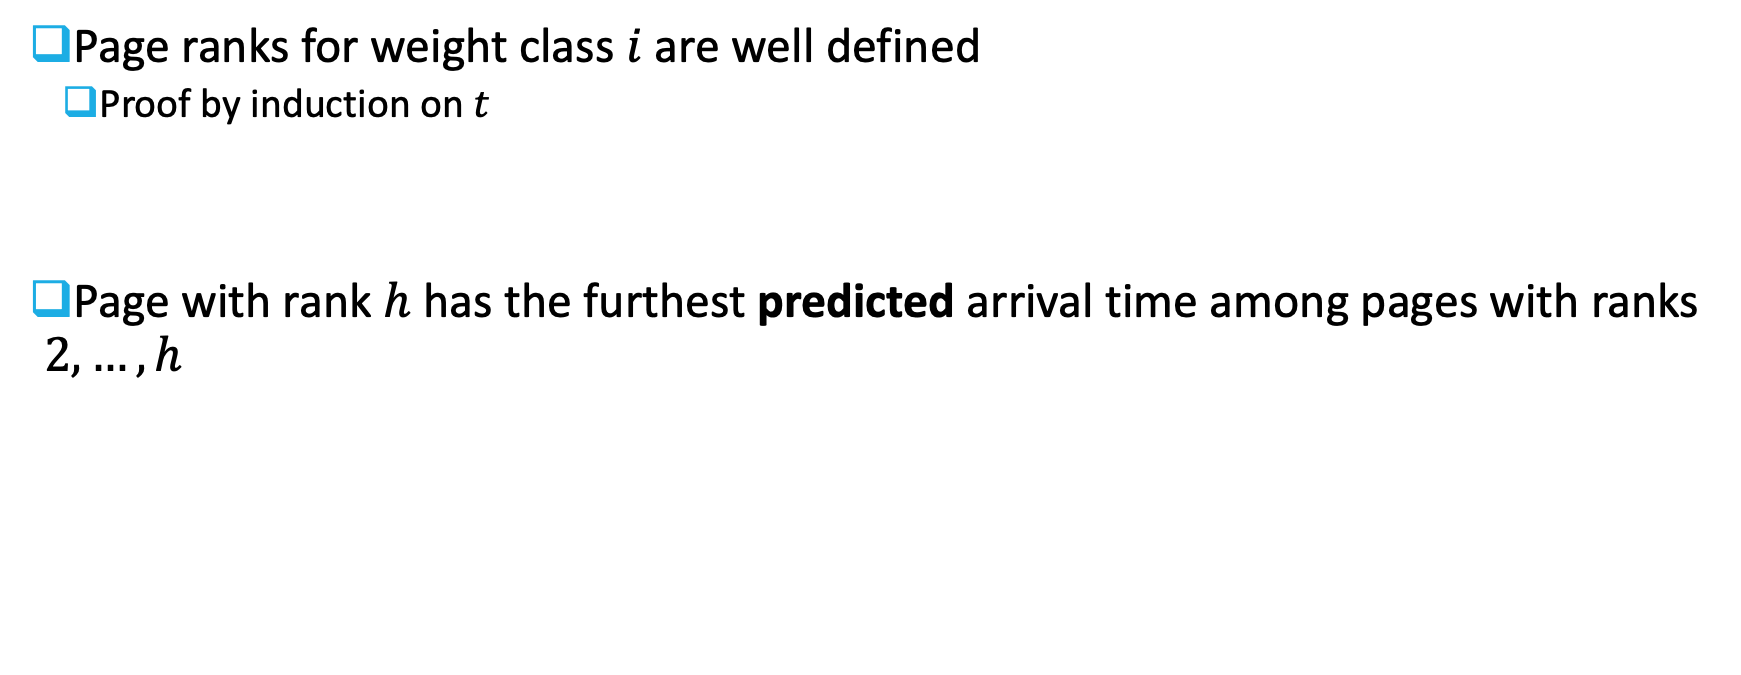 ❑Page ranks for weight class i are well defined
❑Proof by induction on t
❑Page with rank h has the furthest predicted arrival time among pages with ranks
2, … , h